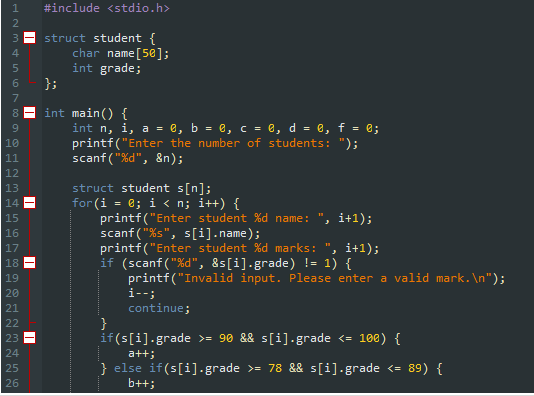 1 #include <stdio.h>
2
3 struct student {
4     char name[50];
5     int grade;
6 };
7
8 int main() {
9     int n, i, a = 0, b = 0, c = 0, d = 0, f = 0;
10     printf("Enter the number of students: ");
11     scanf("%d", &n);
12
13     struct student s[n];
14     for(i = 0; i < n; i++) {
15         printf("Enter student %d name: ", i+1);
16         scanf("%s", s[i].name);
17         printf("Enter student %d marks: ", i+1);
18         if (scanf("%d", &s[i].grade) != 1) {
19             printf("Invalid input. Please enter a valid mark.\n");
20             i--;
21             continue;
22         }
23         if(s[i].grade >= 90 && s[i].grade <= 100) {
24             a++;
25         } else if(s[i].grade >= 78 && s[i].grade <= 89) {
26             b++;